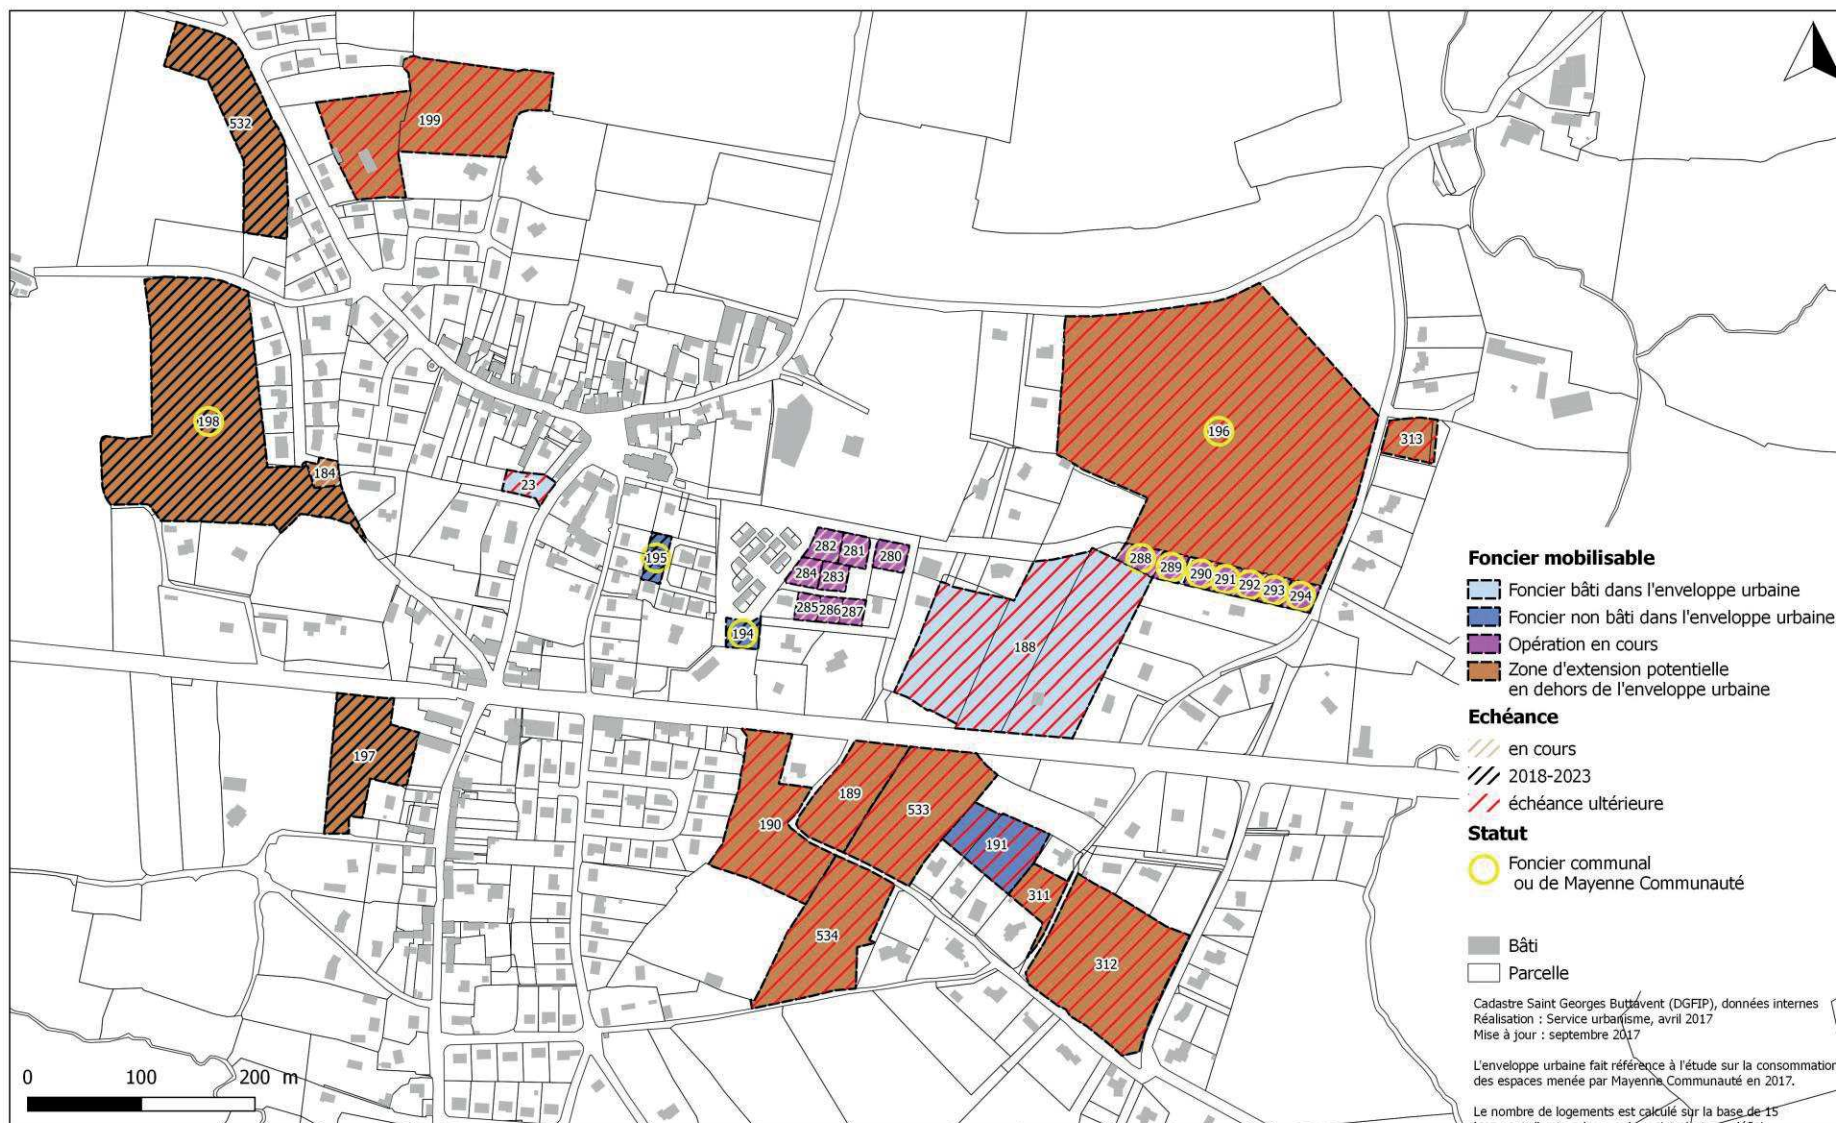 532
199
198
184
23
195
282
281
280
284
283
285
286
287
194
196
313
288
289
290
291
292
293
294
188
197
190
189
533
191
311
534
312
Foncier mobilisable
Foncier bâti dans l'enveloppe urbaine
Foncier non bâti dans l'enveloppe urbaine
Opération en cours
Zone d'extension potentielle
en dehors de l'enveloppe urbaine
Echéance
en cours
2018-2023
échéance ultérieure
Statut
Foncier communal
ou de Mayenne Communauté
Bâti
Parcelle
Cadastre Saint Georges Buttavent (DGFIP), données internes
Réalisation : Service urbanisme, avril 2017
Mise à jour : septembre 2017
L'enveloppe urbaine fait référence à l'étude sur la consommation
des espaces menée par Mayenne Communauté en 2017.
Le nombre de logements est calculé sur la base de 15
0 100 200 m